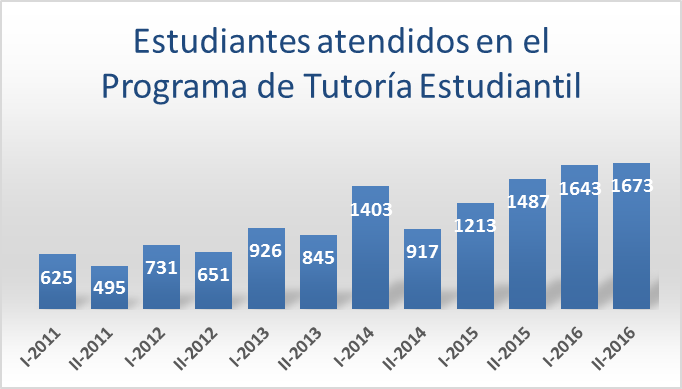 Estudiantes atendidos en el
Programa de Tutoría Estudiantil
625
495
731
651
926
845
1403
917
1213
1487
1643
1673
I-2011
II-2011
I-2012
II-2012
I-2013
II-2013
I-2014
II-2014
I-2015
II-2015
I-2016
II-2016